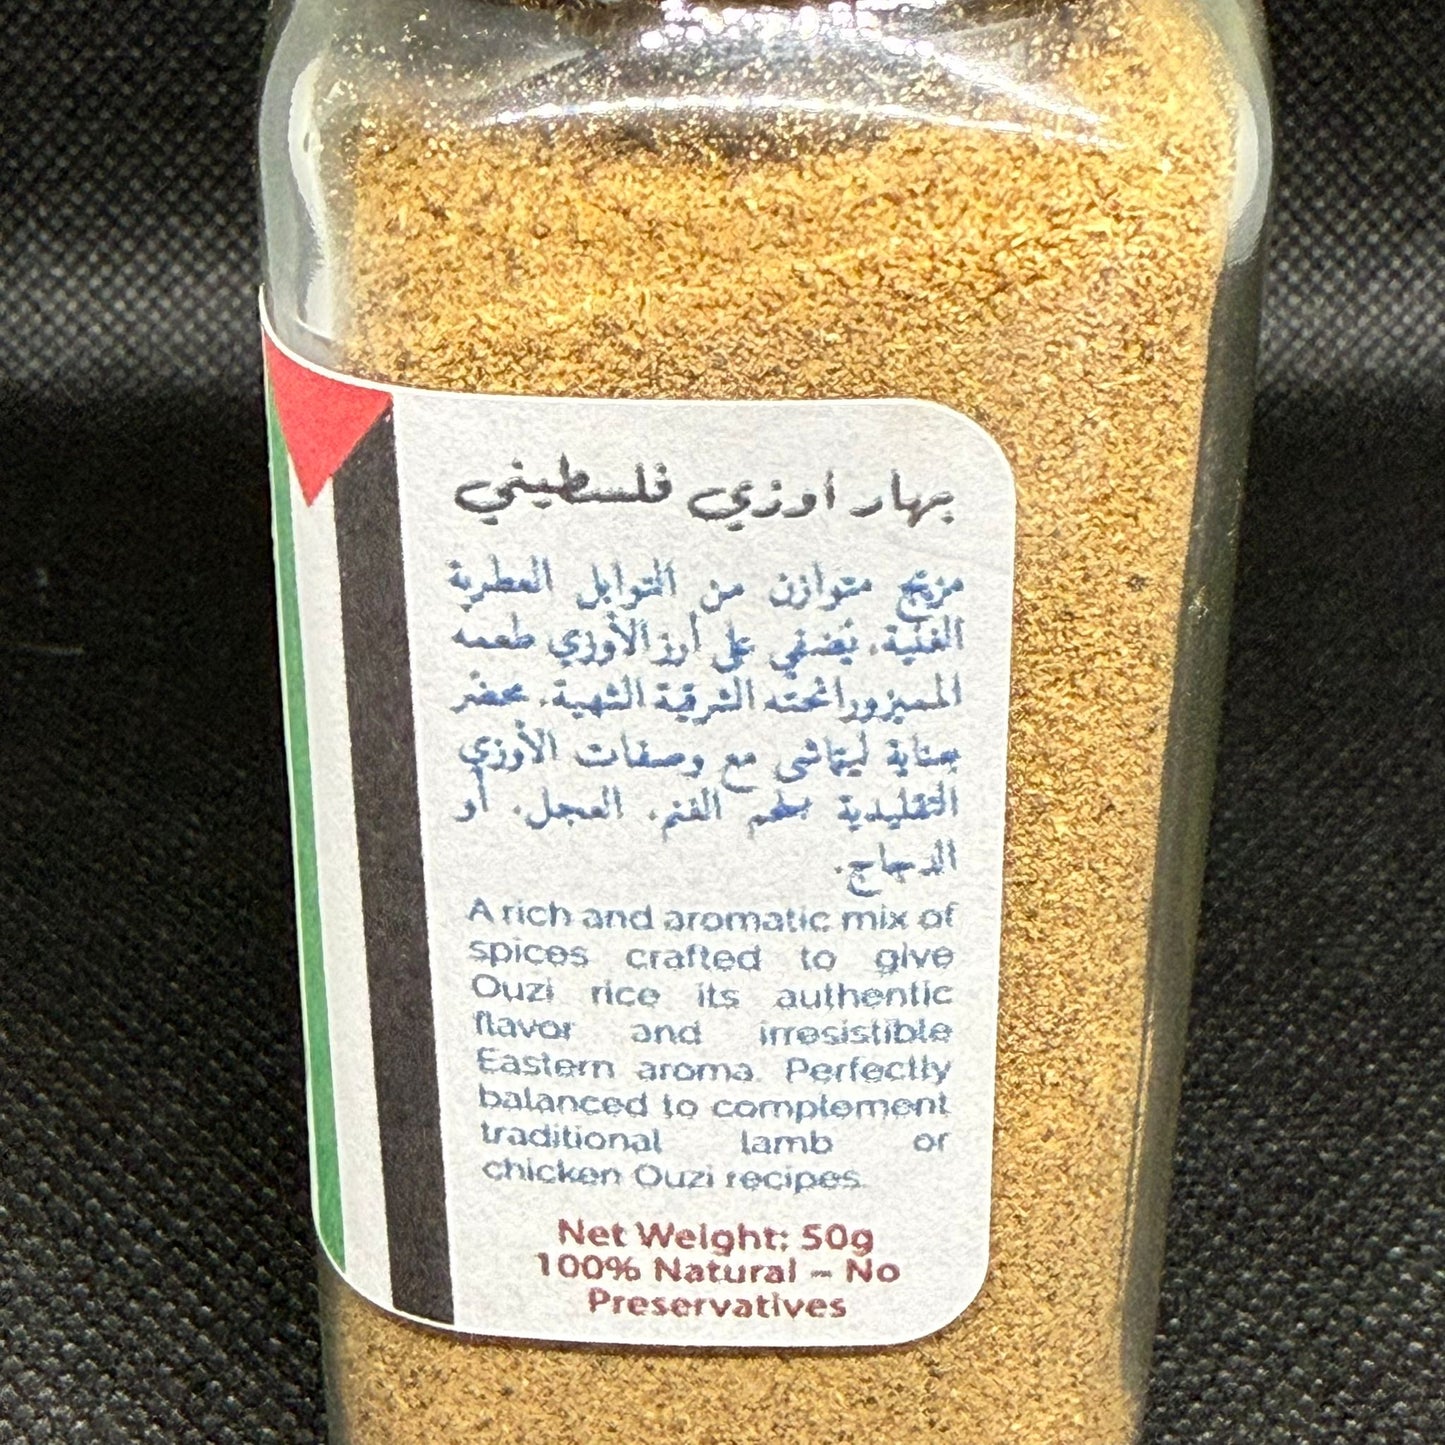 بهار اوزي فلسطيني
مزيج متوازن من التوابل العطرية
الغنية، يُضفي على أرز الأوزي طعمه
المميز ورائحته الشرقية الشهية. محضر
بعناية ليتماشى مع وصفات الأوزي
التقليدية بلحم الغنم، العجل، أو
الدجاج.
A rich and aromatic mix of
spices crafted to give
Ouzi rice its authentic
flavor and irresistible
Eastern aroma. Perfectly
balanced to complement
traditional lamb or
chicken Ouzi recipes.
Net Weight: 50g
100% Natural – No
Preservatives